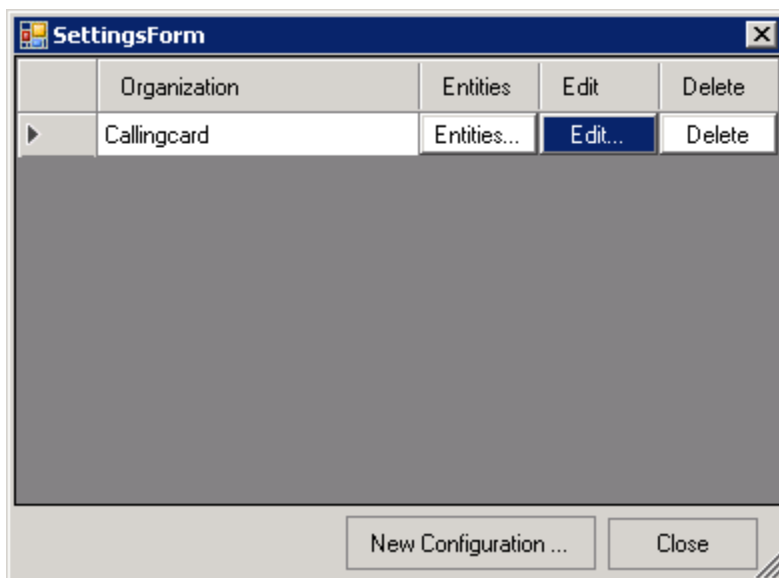 SettingsForm
Organization Entities Edit Delete
Callingcard Entities... Edit... Delete
New Configuration ... Close